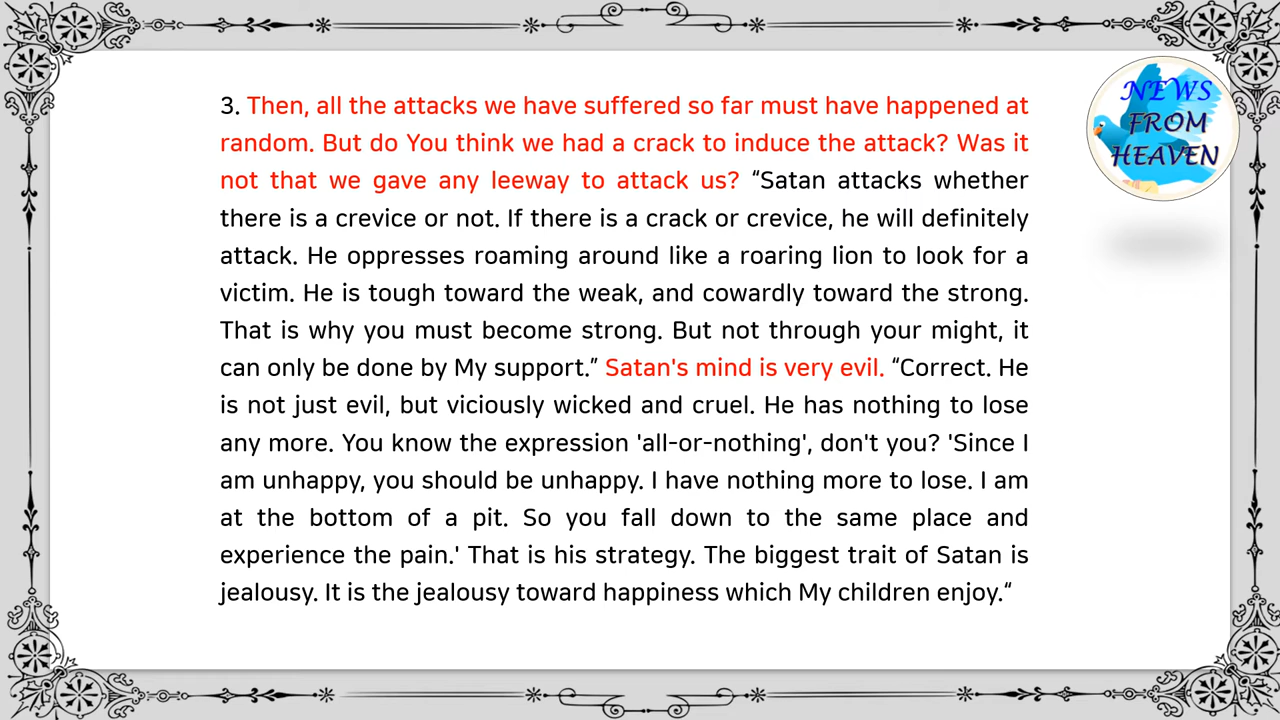 3. Then, all the attacks we have suffered so far must have happened at
random. But do You think we had a crack to induce the attack? Was it
not that we gave any leeway to attack us? “Satan attacks whether
there is a crevice or not. If there is a crack or crevice, he will definitely
attack. He oppresses roaming around like a roaring lion to look for a
victim. He is tough toward the weak, and cowardly toward the strong.
That is why you must become strong. But not through your might, it
can only be done by My support.” Satan's mind is very evil. “Correct. He
is not just evil, but viciously wicked and cruel. He has nothing to lose
any more. You know the expression 'all-or-nothing', don't you? 'Since I
am unhappy, you should be unhappy. I have nothing more to lose. I am
at the bottom of a pit. So you fall down to the same place and
experience the pain.' That is his strategy. The biggest trait of Satan is
jealousy. It is the jealousy toward happiness which My children enjoy.“
NEWS
FROM
HEAVEN